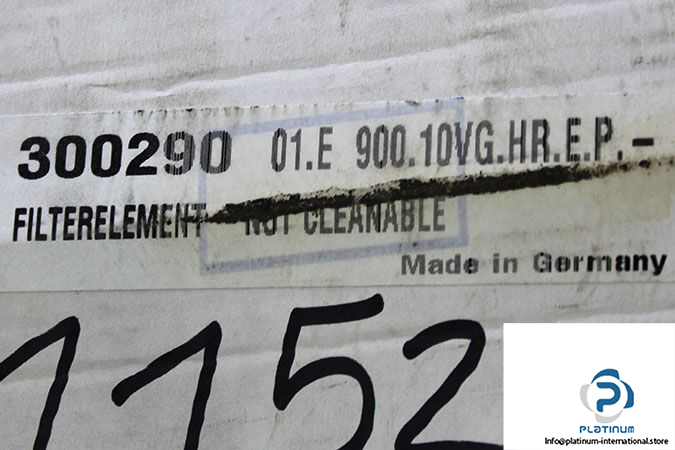 300290 01.E 900.10VG.HR.E.P.-
FILTERELEMENT NOT CLEANABLE
Made in Germany
1152
PLATINUM
Info@platinum-international.store